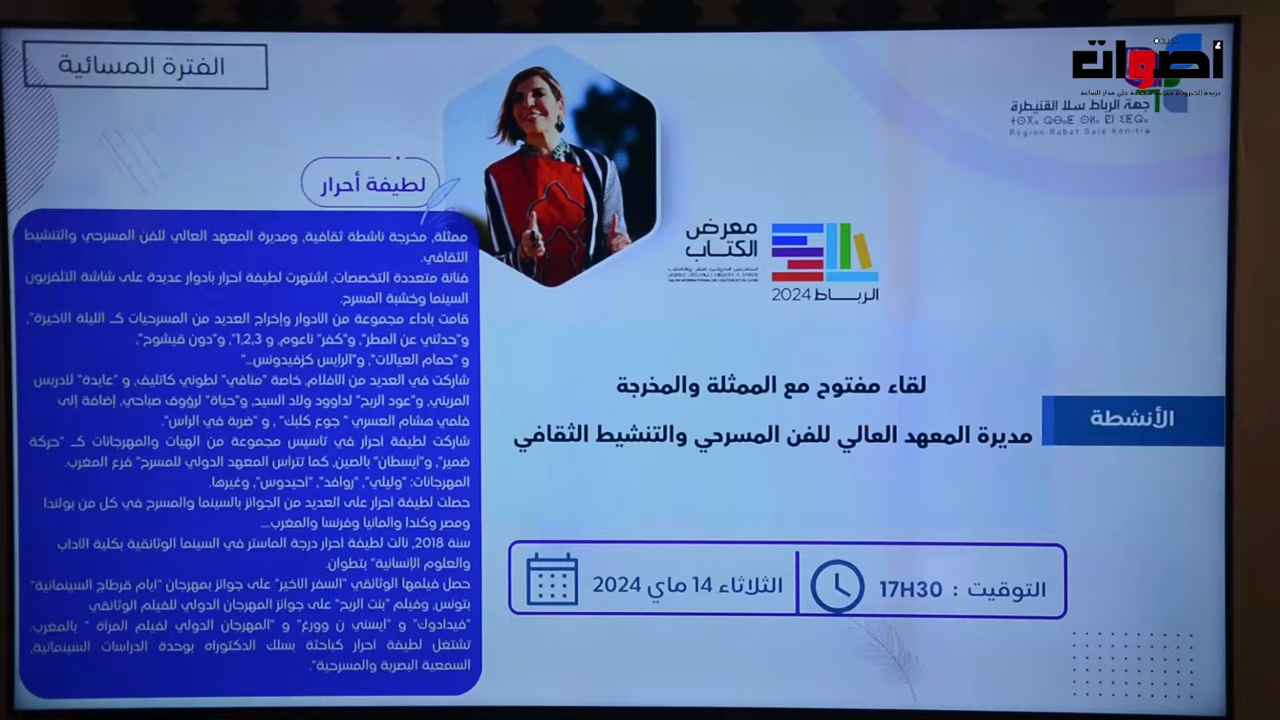 أصوات
جريدة
جهة الرباط سلا القنيطرة
Région Rabat Salé Kénitra
الفترة المسائية
لطيفة أحرار
ممثلة، مخرجة ناشطة ثقافية، ومديرة المعهد العالي للفن المسرحي والتنشيط
الثقافي.
فنانة متعددة التخصصات، اشتهرت لطيفة أحرار بأدوار عديدة على شاشة التلفزيون
السينما وخشبة المسرح.
قامت بأداء مجموعة من الأدوار وإخراج العديد من المسرحيات كـ "الليلة الأخيرة"،
و"حدثني عن المطر"، و"كفر" ناعوم، و 1,2,3"، و"دون قيشوح"،
و "حمام العيالات"، و"الرايس كزفيدونس..."
شاركت في العديد من الأفلام، خاصة "منافي" لطوني كاتليف، و "عايدة" لادريس
المريني، و"عود الريح" لداوود ولاد السيد، و"حياة" لرؤوف صباحي، إضافة إلى
فلمي هشام العسري " جوع كلبك" ، و "ضربة في الراس".
شاركت لطيفة احرار في تاسيس مجموعة من الهيات والمهرجانات كـ "حركة
ضمير"، و"ايسطان" بالصين، كما تتراس المعهد الدولي للمسرح" فرع المغرب.
المهرجانات: "وليلي"، "روافد"، "احيدوس"، وغيرها.
حصلت لطيفة احرار على العديد من الجوائز بالسينما والمسرح في كل من بولندا
ومصر وكندا والمانيا وفرنسا والمغرب....
سنة 2018، نالت لطيفة احرار درجة الماستر في السينما الوثائقية بكلية الآداب
والعلوم الإنسانية" بتطوان.
حصل فيلمها الوثائقي "السفر الأخير" على جوائز بمهرجان "ايام قرطاج السينمائية"
بتونس، وفيلم "بنت الريح" على جوائز المهرجان الدولي للفيلم الوثائقي
"فيدادوك" و "ايسني ن وورغ" و "المهرجان الدولي لفيلم المرأة " بالمغرب.
تشتغل لطيفة احرار كباحثة بسلك الدكتوراه بوحدة الدراسات السينمائية،
السمعية البصرية والمسرحية".
معرض
الكتاب
الرباط 2024
لقاء مفتوح مع الممثلة والمخرجة
الأنشطة
مديرة المعهد العالي للفن المسرحي والتنشيط الثقافي
التوقيت : 17H30
الثلاثاء 14 ماي 2024